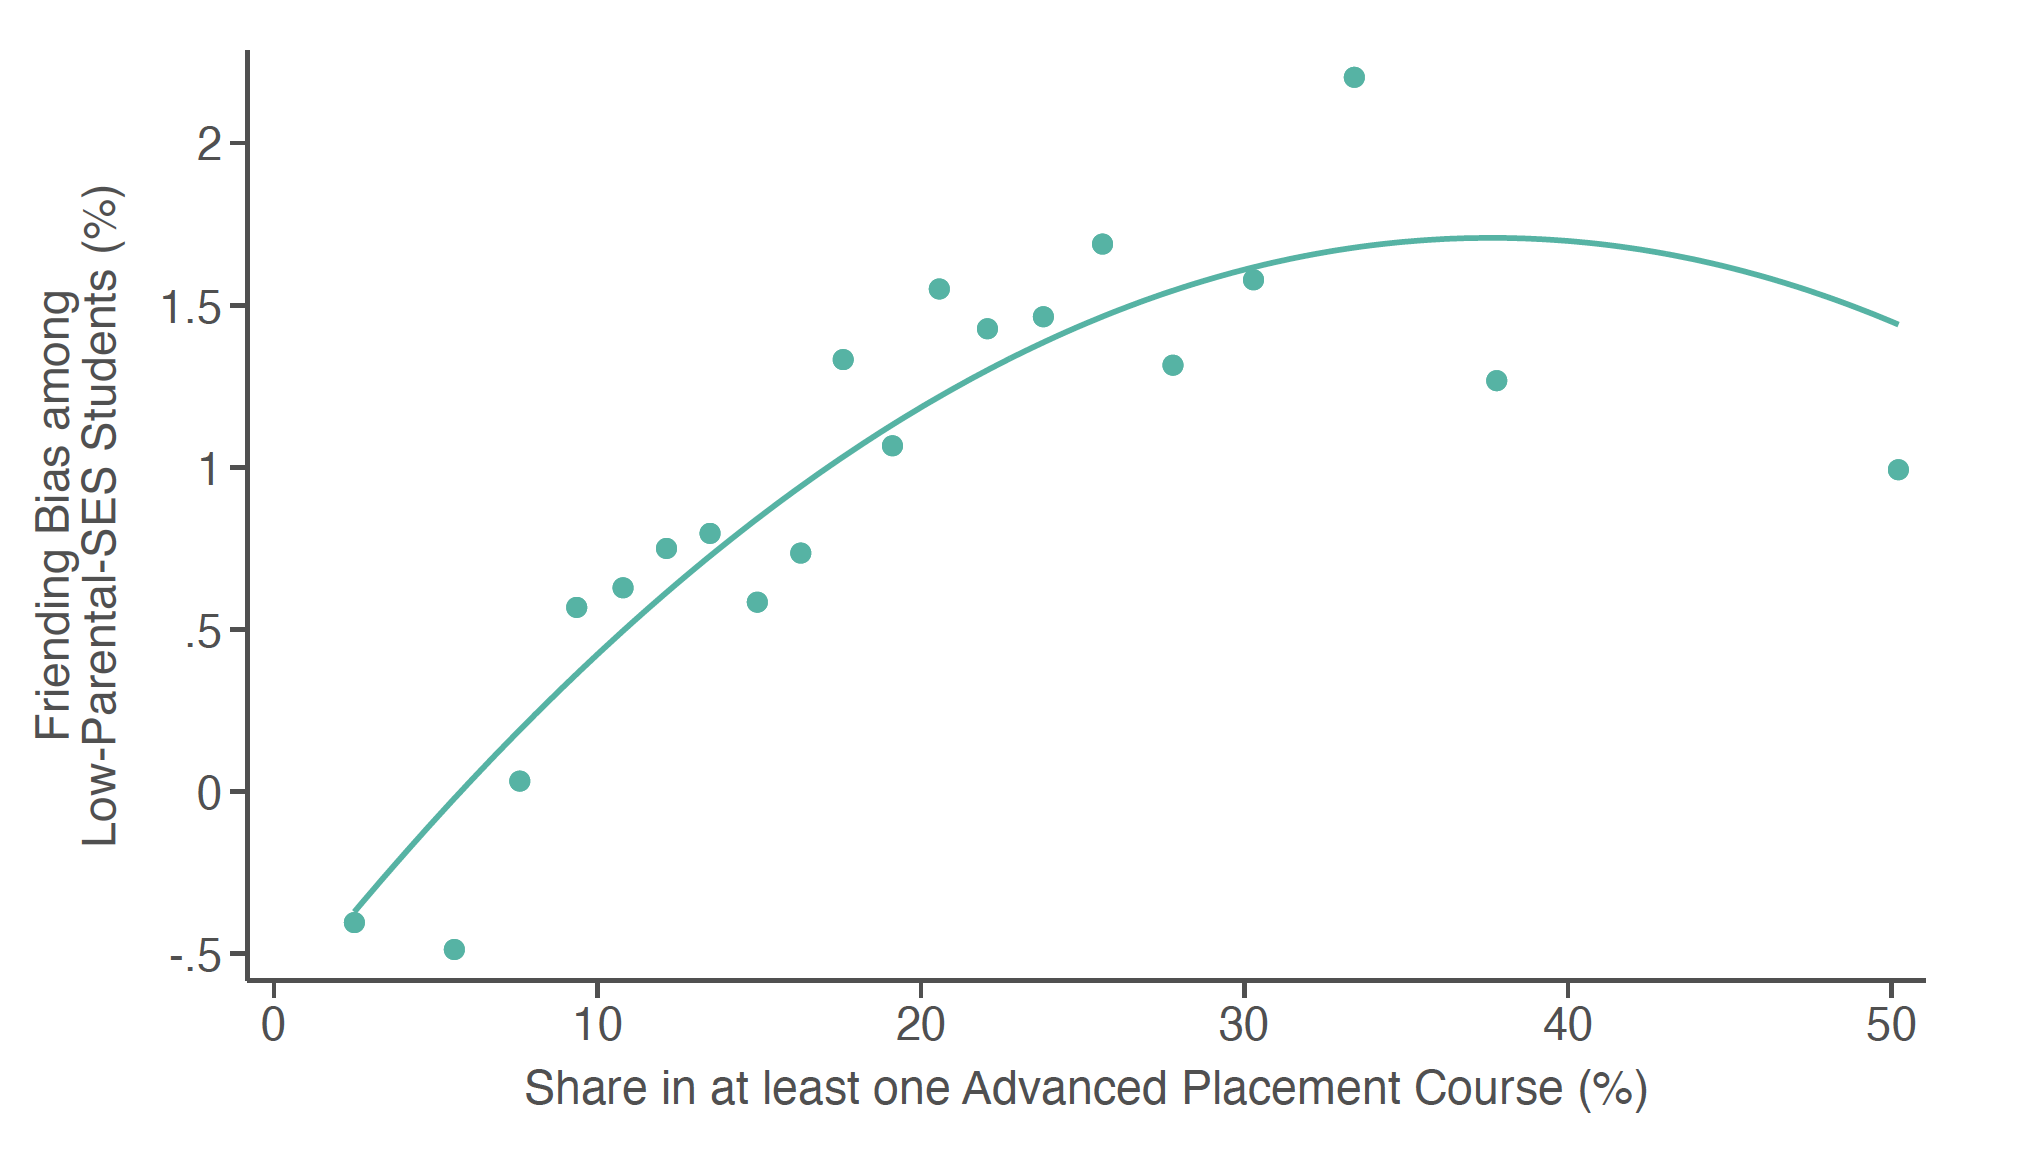 Friending Bias among
Low-Parental-SES Students (%)
2
1.5
1
.5
0
-.5
0 10 20 30 40 50
Share in at least one Advanced Placement Course (%)